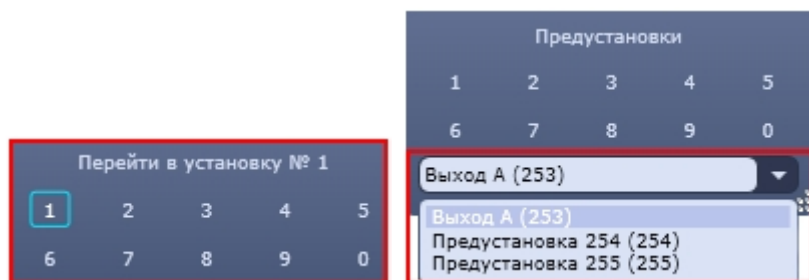 Перейти в установку № 1
1 2 3 4 5
6 7 8 9 0
Предустановки
1 2 3 4 5
6 7 8 9 0
Выход А (253)
Выход А (253)
Предустановка 254 (254)
Предустановка 255 (255)